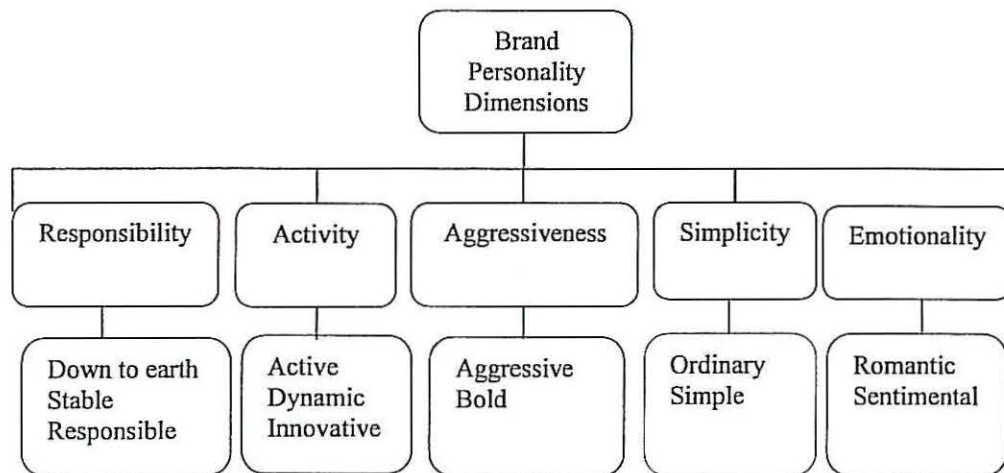 Brand
Personality
Dimensions
Responsibility
Activity
Aggressiveness
Simplicity
Emotionality
Down to earth
Stable
Responsible
Active
Dynamic
Innovative
Aggressive
Bold
Ordinary
Simple
Romantic
Sentimental